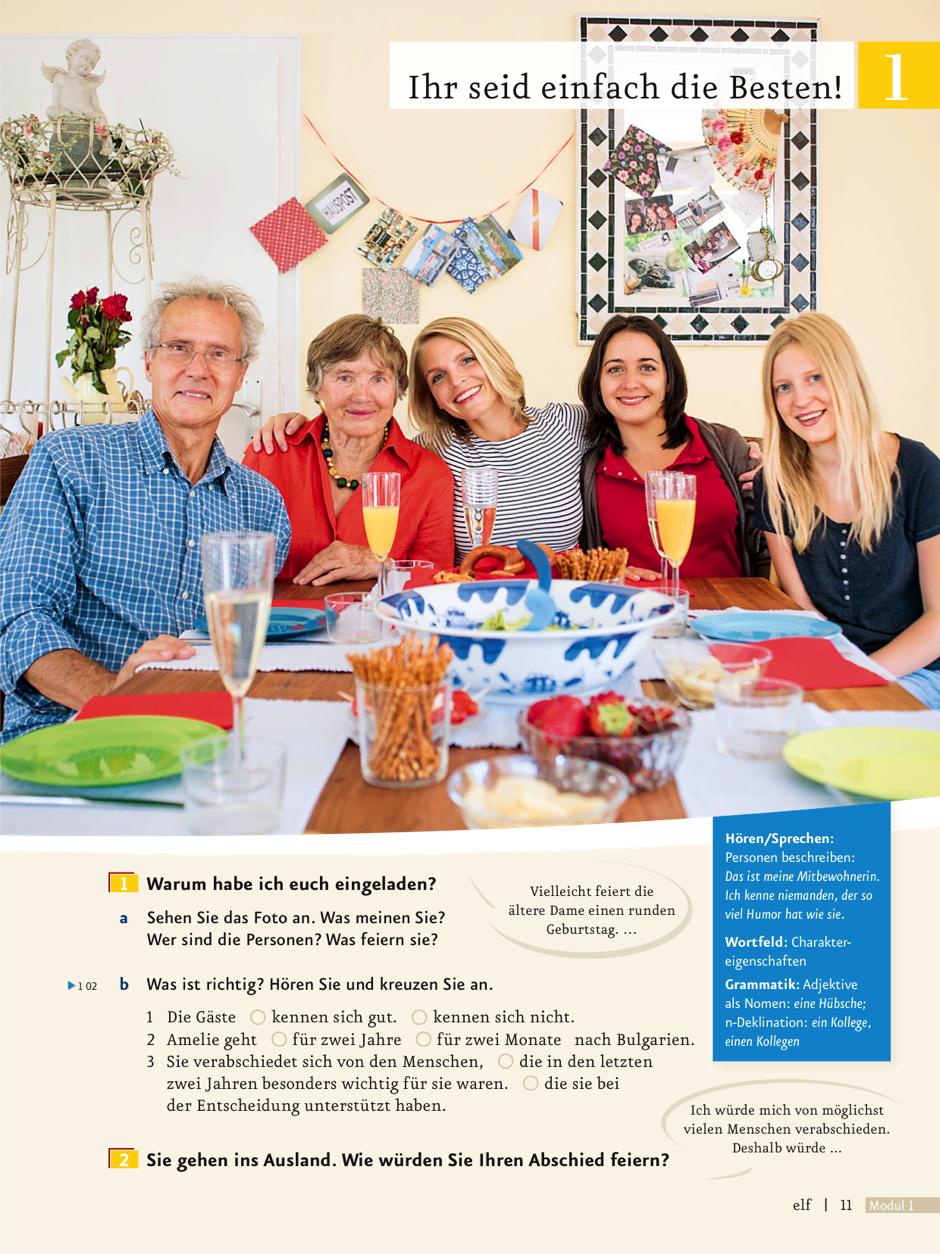 Ihr seid einfach die Besten!
1
HAUSPOST
1 Warum habe ich euch eingeladen?
a Sehen Sie das Foto an. Was meinen Sie?
Wer sind die Personen? Was feiern sie?
Vielleicht feiert die
ältere Dame einen runden
Geburtstag. ...
1 02 b Was ist richtig? Hören Sie und kreuzen Sie an.
1 Die Gäste kennen sich gut. kennen sich nicht.
2 Amelie geht für zwei Jahre für zwei Monate nach Bulgarien.
3 Sie verabschiedet sich von den Menschen, die in den letzten
zwei Jahren besonders wichtig für sie waren. die sie bei
der Entscheidung unterstützt haben.
Hören/Sprechen:
Personen beschreiben:
Das ist meine Mitbewohnerin.
Ich kenne niemanden, der so
viel Humor hat wie sie.
Wortfeld: Charakter-
eigenschaften
Grammatik: Adjektive
als Nomen: eine Hübsche;
n-Deklination: ein Kollege,
einen Kollegen
2 Sie gehen ins Ausland. Wie würden Sie Ihren Abschied feiern?
Ich würde mich von möglichst
vielen Menschen verabschieden.
Deshalb würde ...
elf | 11 Modul 1